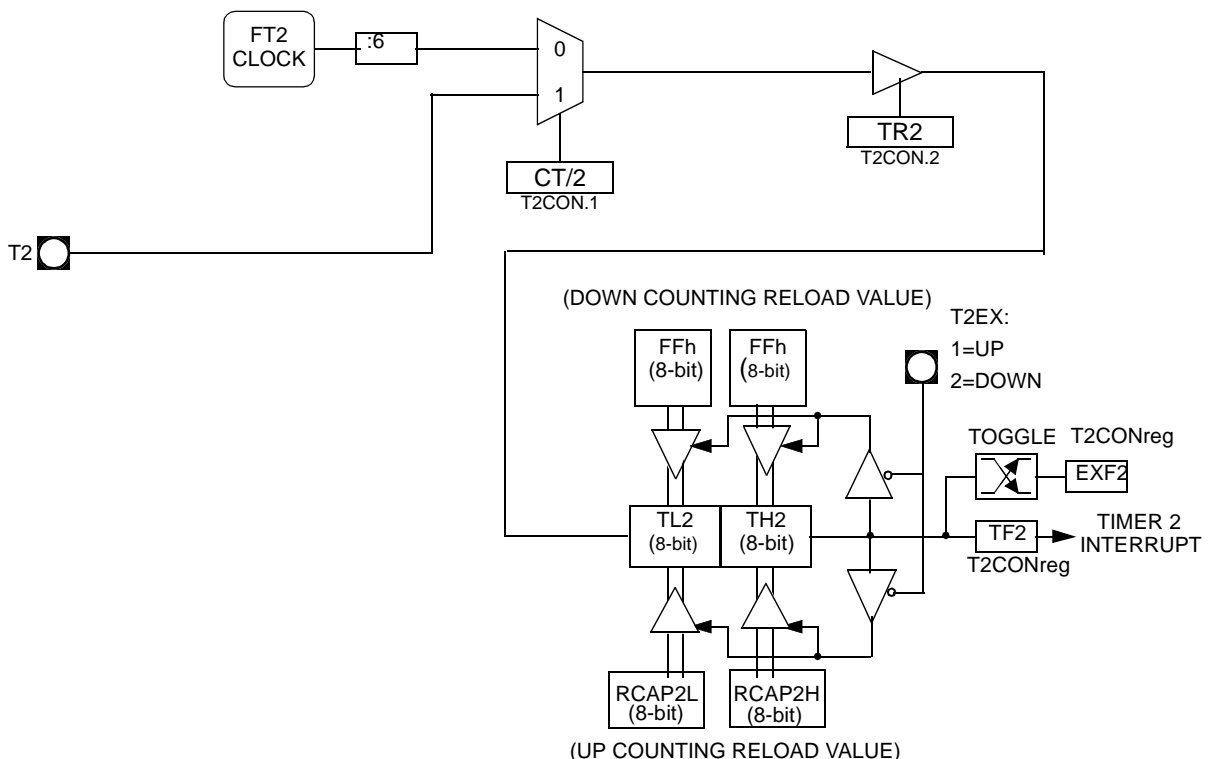 FT2
CLOCK
:6
0
1
TR2
T2CON.2
CT/2
T2CON.1
T2
(DOWN COUNTING RELOAD VALUE)
T2EX:
1=UP
2=DOWN
FFh
(8-bit)
FFh
(8-bit)
TOGGLE
T2CONreg
EXF2
TL2
(8-bit)
TH2
(8-bit)
TF2
T2CONreg
TIMER 2
INTERRUPT
RCAP2L
(8-bit)
RCAP2H
(8-bit)
(UP COUNTING RELOAD VALUE)